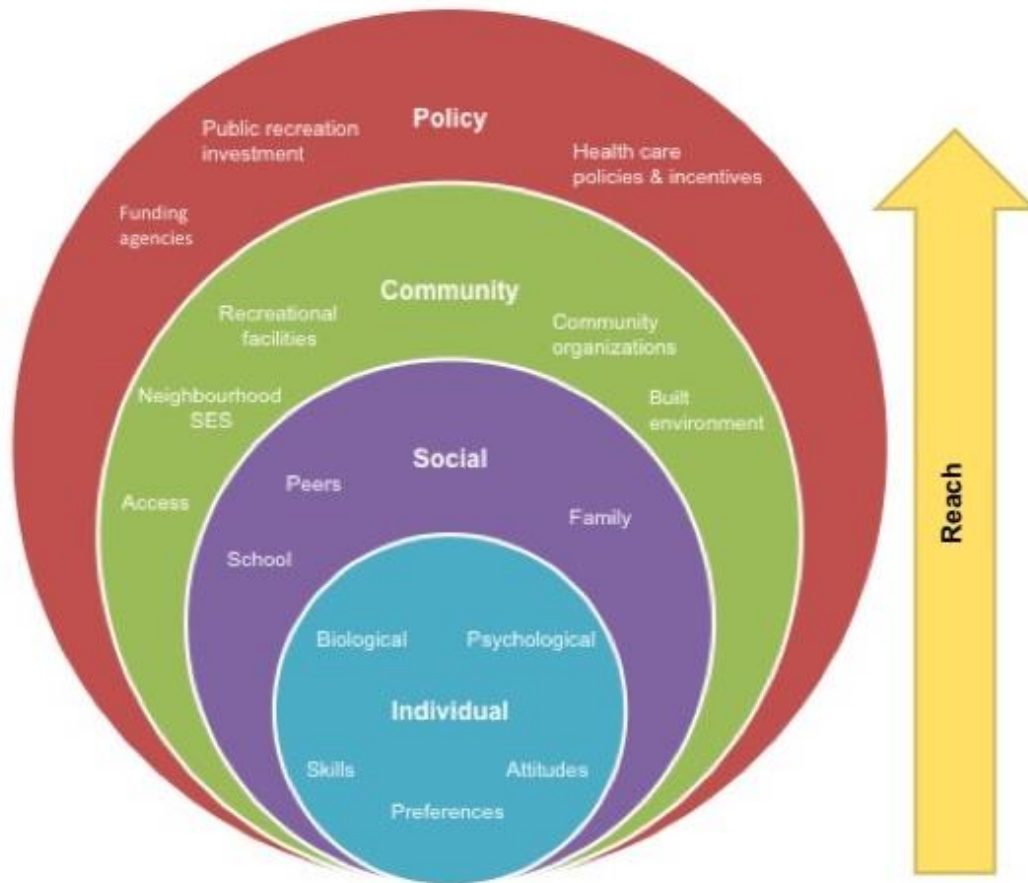 Policy
Public recreation
investment
Health care
policies & incentives
Funding
agencies
Community
Recreational
facilities
Community
organizations
Neighbourhood
SES
Built
environment
Access
Social
Peers
Family
School
Biological
Psychological
Individual
Skills
Attitudes
Preferences
Reach